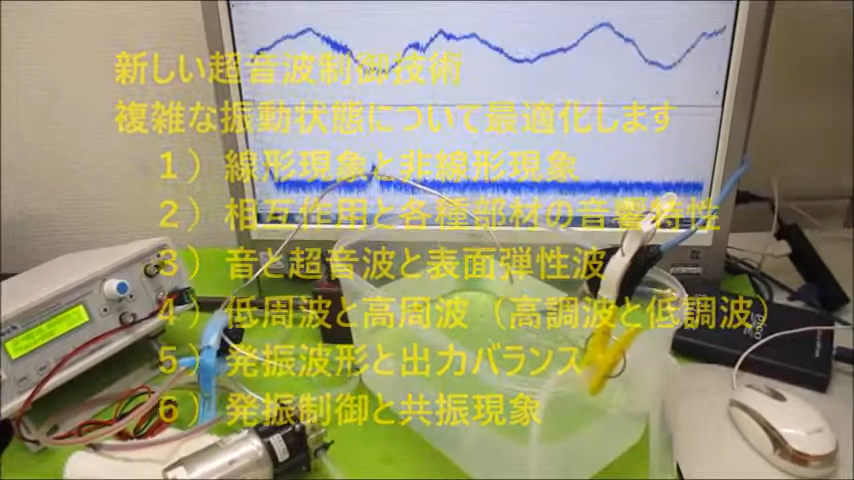 新しい超音波制御技術
複雑な振動状態について最適化します
1）線形現象と非線形現象
2）相互作用と各種部材の音響特性
3）音と超音波と表面弾性波
4）低周波と高周波（高調波と低調波）
5）発振波形と出力バランス
6）発振制御と共振現象
pico